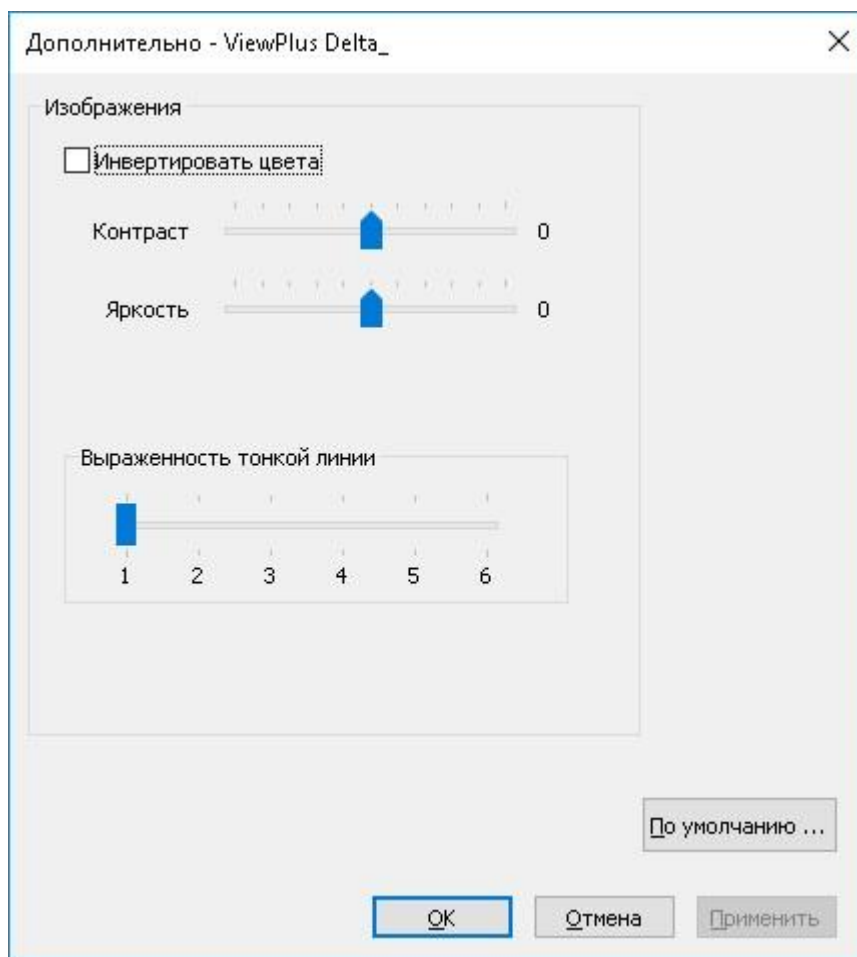 Дополнительно - ViewPlus Delta_
Изображения
Инвертировать цвета
Контраст 0
Яркость 0
Выраженность тонкой линии
1 2 3 4 5 6
По умолчанию ...
OK Отмена Применить